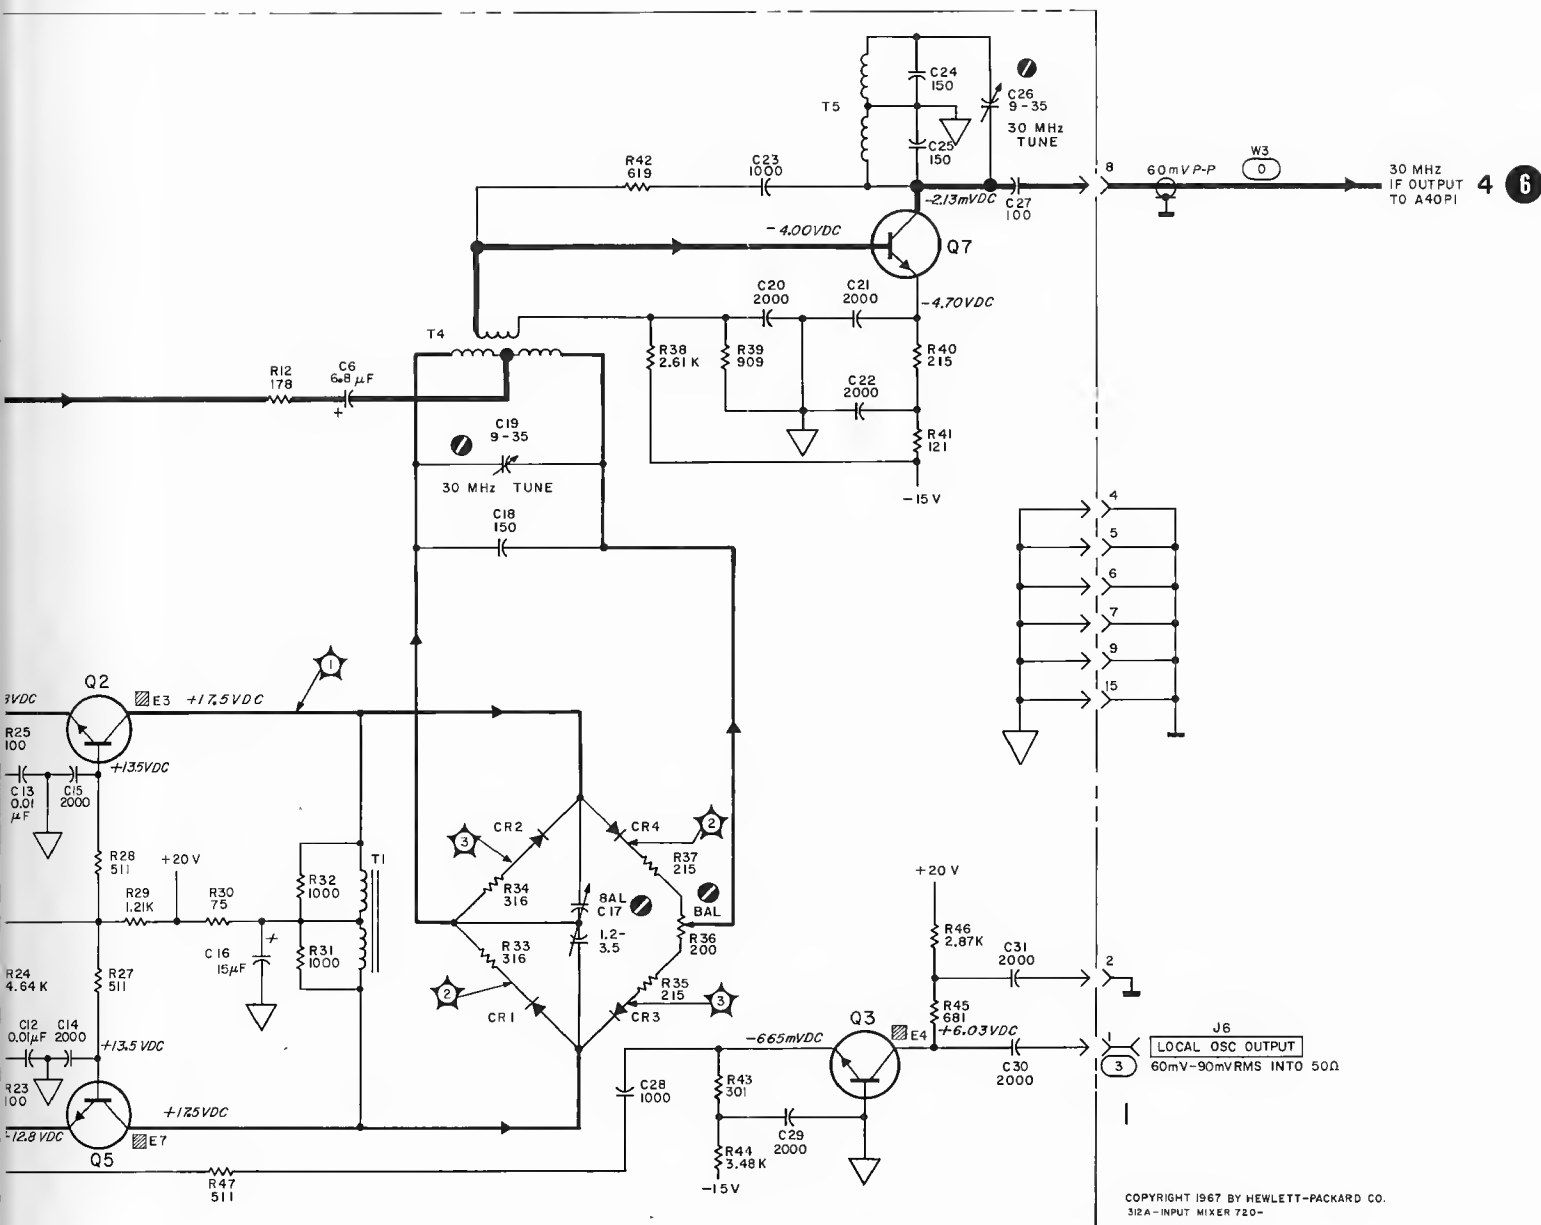 C24
150
T5
C26
9-35
30 MHz
TUNE
C25
150
R42
619
C23
1000
-2.13mVDC
C27
100
8
60mV P-P
W3
0
30 MHZ
IF OUTPUT
TO A40P1
4 6
-4.00VDC
Q7
C20
2000
C21
2000
-4.70VDC
T4
R38
2.61K
R39
909
R40
215
C22
2000
R41
121
-15V
R12
178
C6
6.8µF
+
C19
9-35
30 MHz TUNE
C18
150
4
5
6
7
9
15
1
Q2
E3
+17.5VDC
VDC
R25
100
+13.5VDC
C13
0.01
µF
C15
2000
R28
511
+20V
R29
1.21K
R30
75
R32
1000
T1
C16
15µF
+
R31
1000
R24
4.64K
R27
511
C12
0.01µF
C14
2000
+13.5VDC
R23
100
+17.5VDC
-12.8VDC
E7
Q5
R47
511
CR2
3
CR4
2
R37
215
R34
316
BAL
C17
1.2-
3.5
BAL
R36
200
R33
316
R35
215
2
CR1
CR3
3
C28
1000
-665mVDC
R43
301
C29
2000
R44
3.48K
-15V
Q3
E4
+20V
R46
2.87K
C31
2000
2
R45
681
+6.03VDC
C30
2000
1
3
J6
LOCAL OSC OUTPUT
60mV-90mVRMS INTO 50Ω
COPYRIGHT 1967 BY HEWLETT-PACKARD CO.
312A-INPUT MIXER 720-